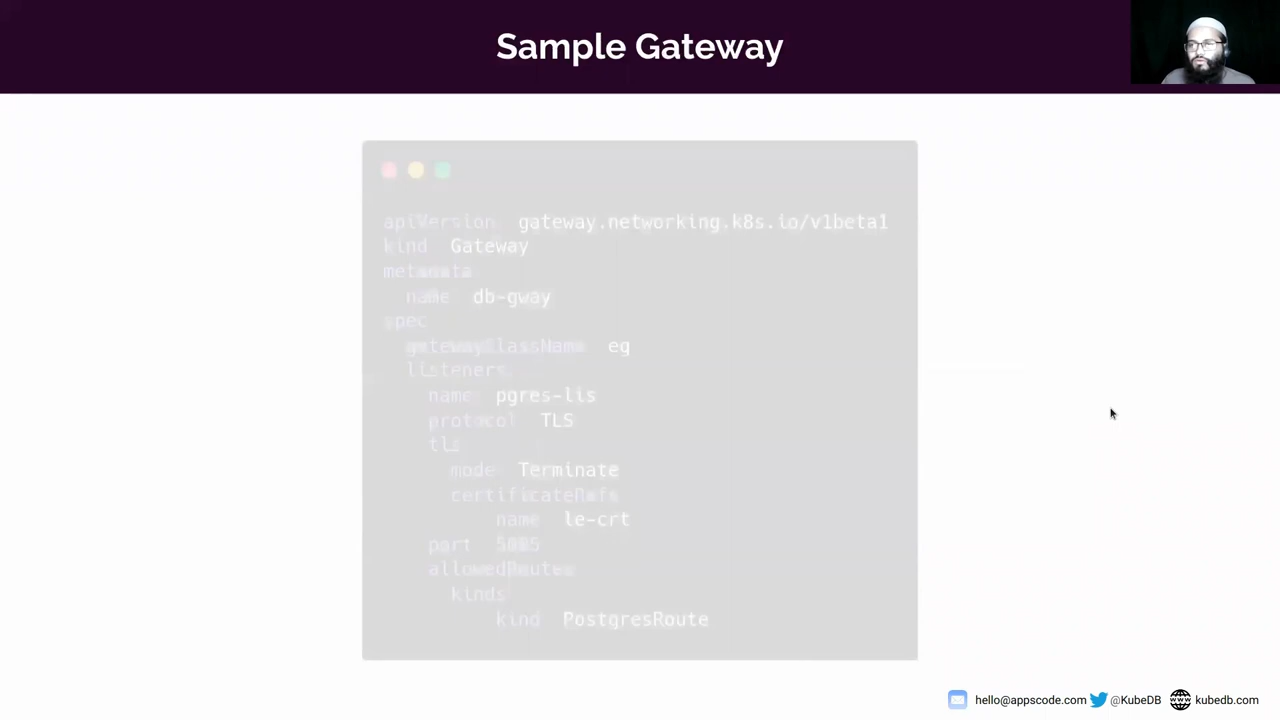 Sample Gateway
apiVersion gateway.networking.k8s.io/v1beta1
kind Gateway
metadata
name db-gway
spec
gatewayClassName eg
listeners
name pgres-lis
protocol TLS
tls
mode Terminate
certificateRefs
name le-crt
port
allowedRoutes
kinds
kind PostgresRoute
hello@appscode.com @KubeDB kubedb.com